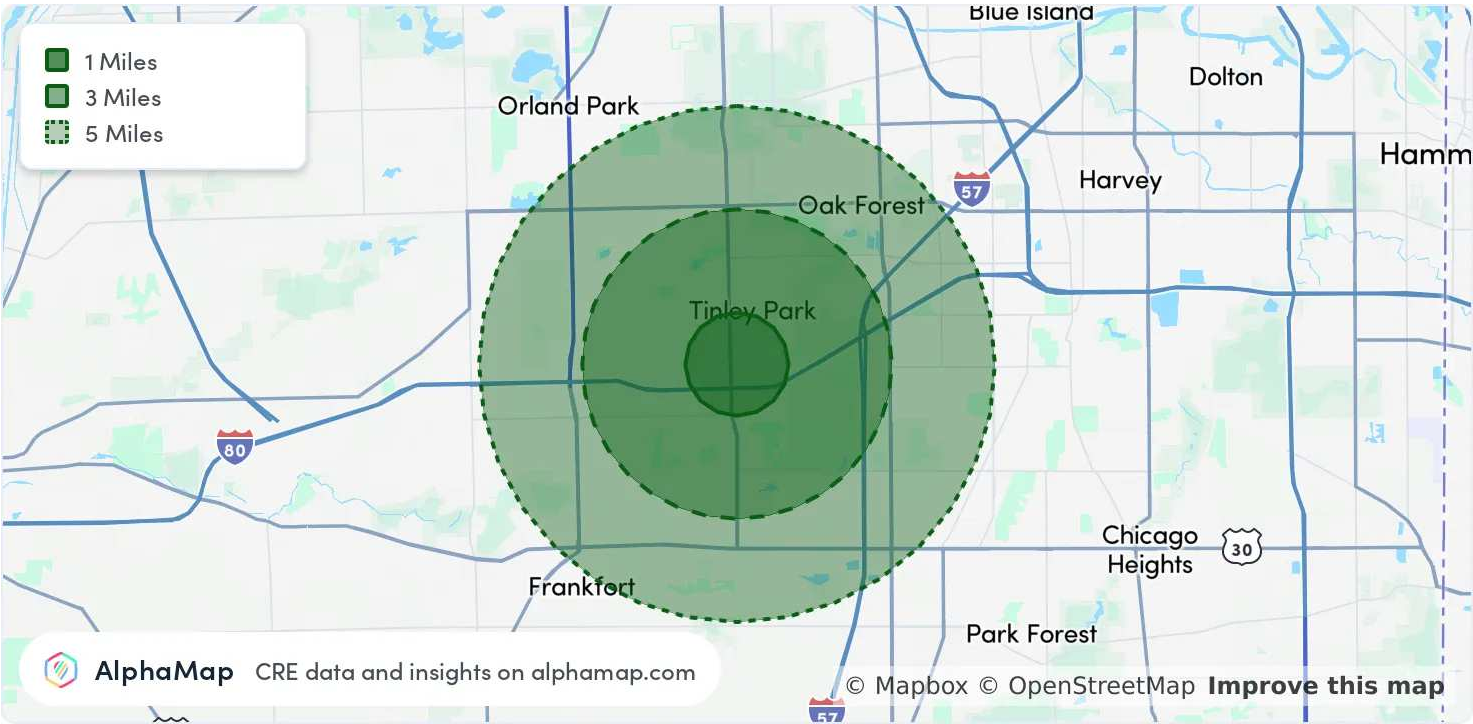 Blue Island
1 Miles
3 Miles
5 Miles
Dolton
Orland Park
Hamm
57
Harvey
Oak Forest
Tinley Park
80
Chicago
Heights
30
Frankfort
Park Forest
AlphaMap CRE data and insights on alphamap.com
© Mapbox © OpenStreetMap Improve this map
57